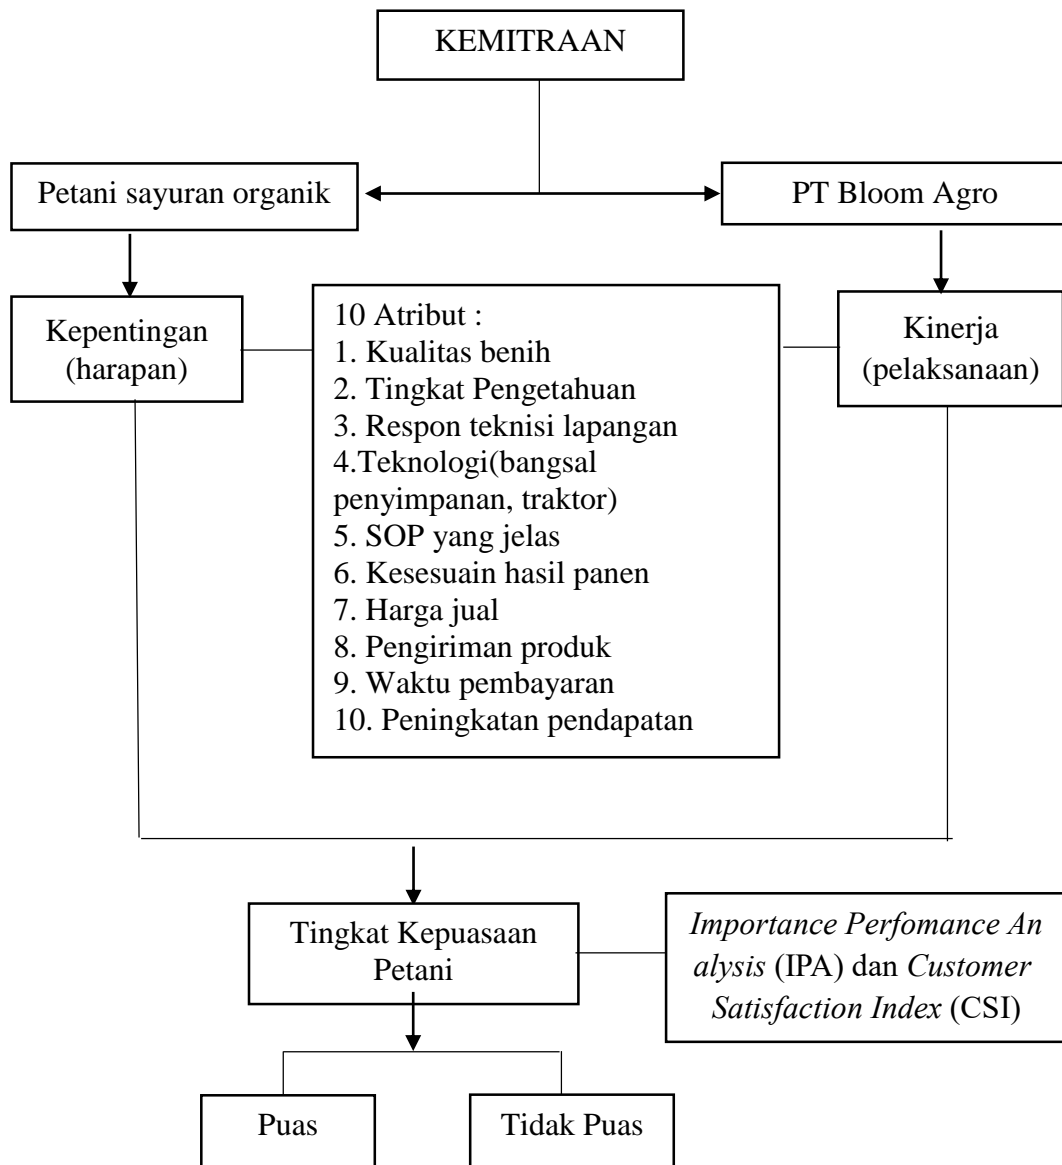 KEMITRAAN
Petani sayuran organik
PT Bloom Agro
Kepentingan
(harapan)
10 Atribut :
1. Kualitas benih
2. Tingkat Pengetahuan
3. Respon teknisi lapangan
4.Teknologi(bangsal
penyimpanan, traktor)
5. SOP yang jelas
6. Kesesuain hasil panen
7. Harga jual
8. Pengiriman produk
9. Waktu pembayaran
10. Peningkatan pendapatan
Kinerja
(pelaksanaan)
Tingkat Kepuasaan
Petani
Importance Perfomance An
alysis (IPA) dan Customer
Satisfaction Index (CSI)
Puas
Tidak Puas